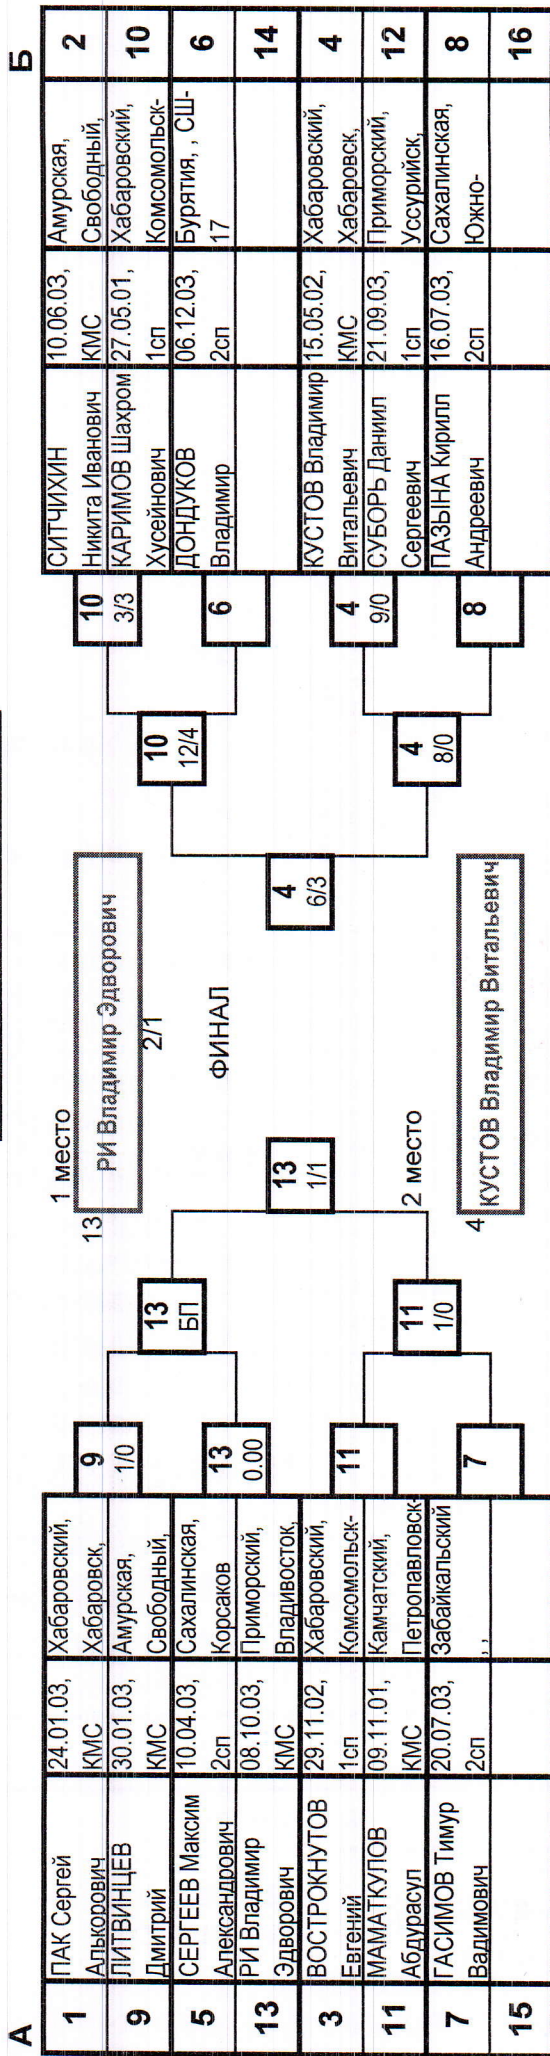 А
1
ПАК Сергей
Алькорович
24.01.03,
КМС
Хабаровский,
Хабаровск,
9
ЛИТВИНЦЕВ
Дмитрий
30.01.03,
КМС
Амурская,
Свободный,
5
СЕРГЕЕВ Максим
Александрович
10.04.03,
2сп
Сахалинская,
Корсаков
13
РИ Владимир
Эдворович
08.10.03,
КМС
Приморский,
Владивосток,
3
ВОСТРОКНУТОВ
Евгений
29.11.02,
1сп
Хабаровский,
Комсомольск-
11
МАМАТКУЛОВ
Абдурасул
09.11.01,
КМС
Камчатский,
Петропавловск-
7
ГАСИМОВ Тимур
Вадимович
20.07.03,
2сп
Забайкальский
, ,
15
9
1/0
13
0.00
11
7
13
БП
11
1/0
13
1/1
13
1 место
РИ Владимир Эдворович
2/1
ФИНАЛ
2 место
4
КУСТОВ Владимир Витальевич
4
6/3
10
12/4
4
8/0
10
3/3
6
4
9/0
8
Б
СИТЧИХИН
Никита Иванович
10.06.03,
КМС
Амурская,
Свободный,
2
КАРИМОВ Шахром
Хусейнович
27.05.01,
1сп
Хабаровский,
Комсомольск-
10
ДОНДУКОВ
Владимир
06.12.03,
2сп
Бурятия, , СШ-
17
6
14
КУСТОВ Владимир
Витальевич
15.05.02,
КМС
Хабаровский,
Хабаровск,
4
СУБОРЬ Даниил
Сергеевич
21.09.03,
1сп
Приморский,
Уссурийск,
12
ПАЗЫНА Кирилл
Андреевич
16.07.03,
2сп
Сахалинская,
Южно-
8
16